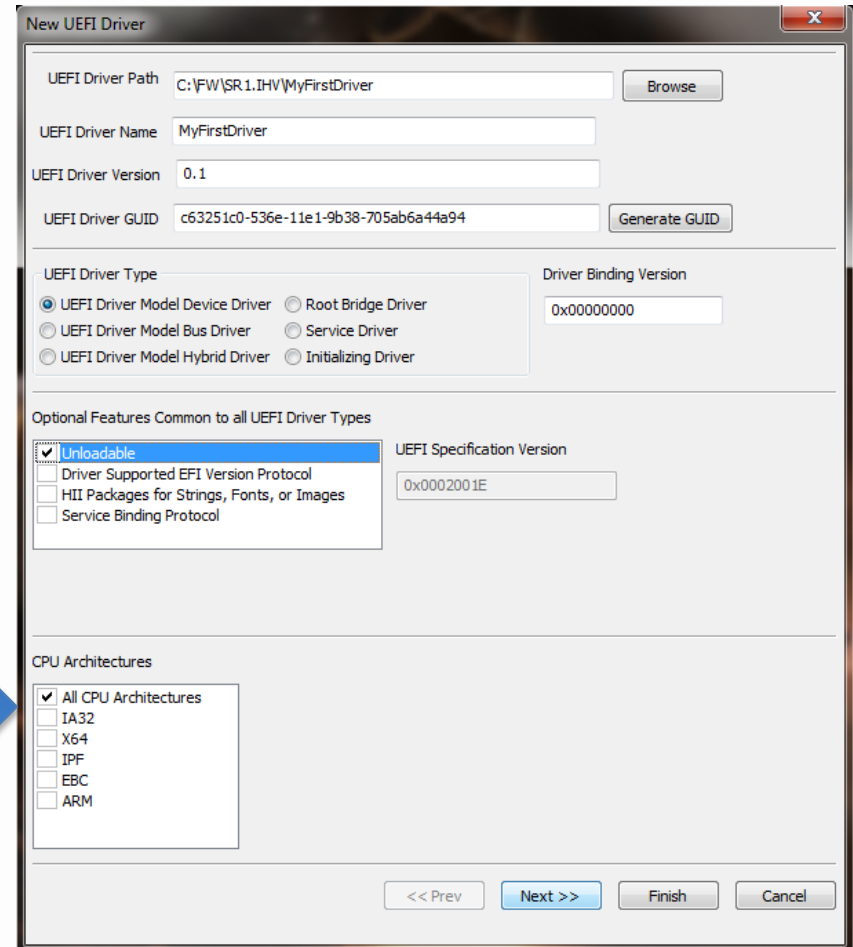 New UEFI Driver
x
UEFI Driver Path C:\FW\SR1.IHV\MyFirstDriver Browse
UEFI Driver Name MyFirstDriver
UEFI Driver Version 0.1
UEFI Driver GUID c63251c0-536e-11e1-9b38-705ab6a44a94 Generate GUID
UEFI Driver Type
UEFI Driver Model Device Driver Root Bridge Driver
UEFI Driver Model Bus Driver Service Driver
UEFI Driver Model Hybrid Driver Initializing Driver
Driver Binding Version
0x00000000
Optional Features Common to all UEFI Driver Types
Unloadable
Driver Supported EFI Version Protocol
HII Packages for Strings, Fonts, or Images
Service Binding Protocol
UEFI Specification Version
0x0002001E
CPU Architectures
All CPU Architectures
IA32
X64
IPF
EBC
ARM
<< Prev Next >> Finish Cancel